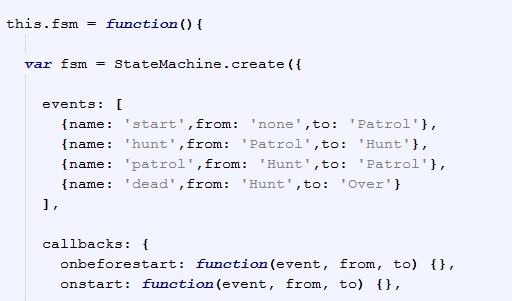 this.fsm = function(){
var fsm = StateMachine.create({
events: [
{name: 'start',from: 'none',to: 'Patrol'},
{name: 'hunt',from: 'Patrol',to: 'Hunt'},
{name: 'patrol',from: 'Hunt',to: 'Patrol'},
{name: 'dead',from: 'Hunt',to: 'Over'}
],
callbacks: {
onbeforestart: function(event, from, to) {},
onstart: function(event, from, to) {},